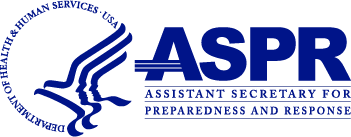 DEPARTMENT OF HEALTH & HUMAN SERVICES · USA
ASPR
ASSISTANT SECRETARY FOR
PREPAREDNESS AND RESPONSE